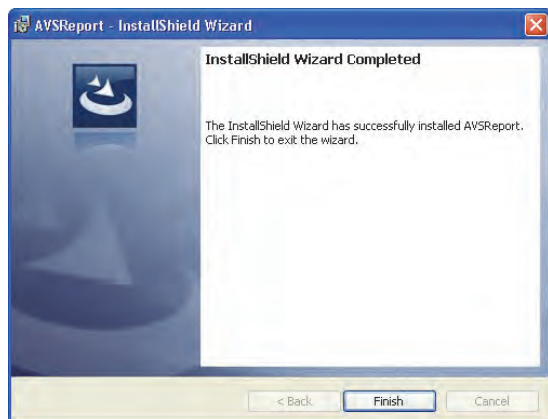 AVSReport - InstallShield Wizard
InstallShield Wizard Completed
The InstallShield Wizard has successfully installed AVSReport.
Click Finish to exit the wizard.
< Back
Finish
Cancel